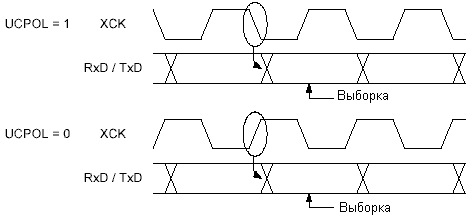 UCPOL = 1 XCK
RxD / TxD
Выборка
UCPOL = 0 XCK
RxD / TxD
Выборка